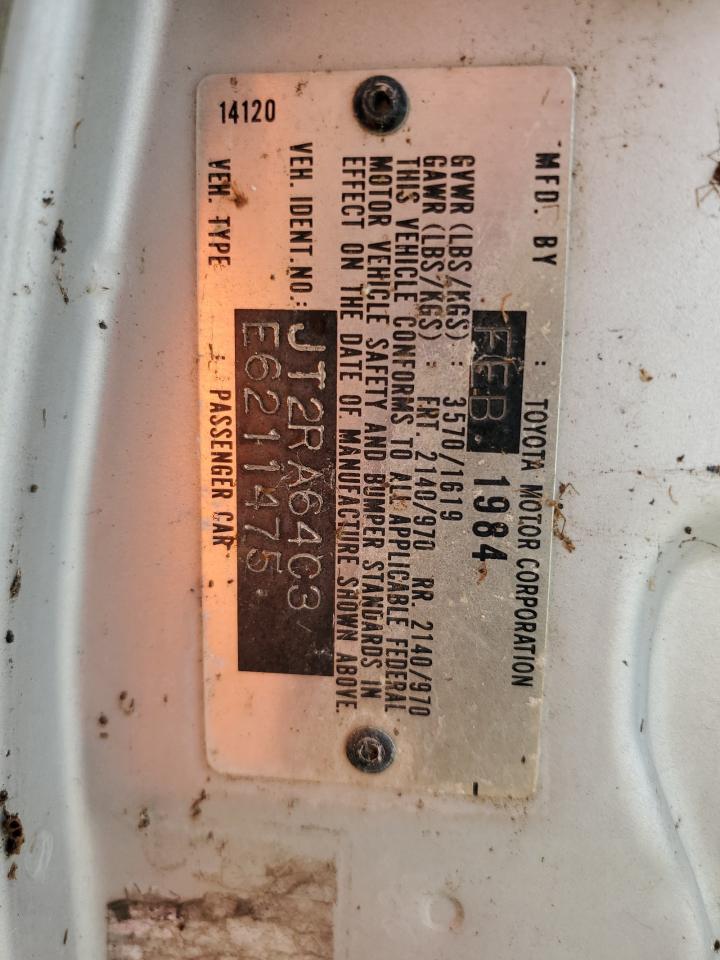 MFD. BY : TOYOTA MOTOR CORPORATION
FEB. 1984
GVWR (LBS/KGS) : 3570/1619
GAWR (LBS/KGS) : FRT. 2140/970 RR. 2140/970
THIS VEHICLE CONFORMS TO ALL APPLICABLE FEDERAL
MOTOR VEHICLE SAFETY AND BUMPER STANDARDS IN
EFFECT ON THE DATE OF MANUFACTURE SHOWN ABOVE.
VEH. IDENT.NO.: JT2RA64C3
E6211475
VEH. TYPE : PASSENGER CAR
14120